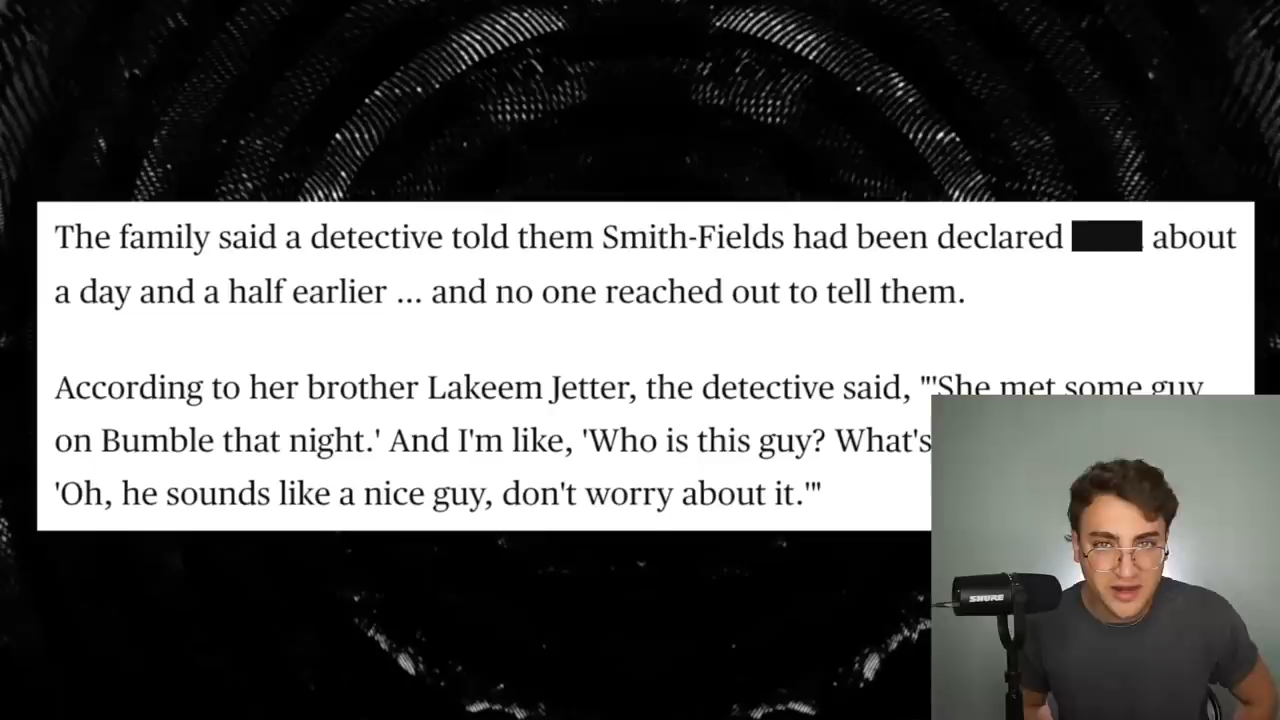 The family said a detective told them Smith-Fields had been declared about
a day and a half earlier ... and no one reached out to tell them.
According to her brother Lakeem Jetter, the detective said, "'She met some guy
on Bumble that night.' And I'm like, 'Who is this guy? What's
'Oh, he sounds like a nice guy, don't worry about it.'"
SHURE